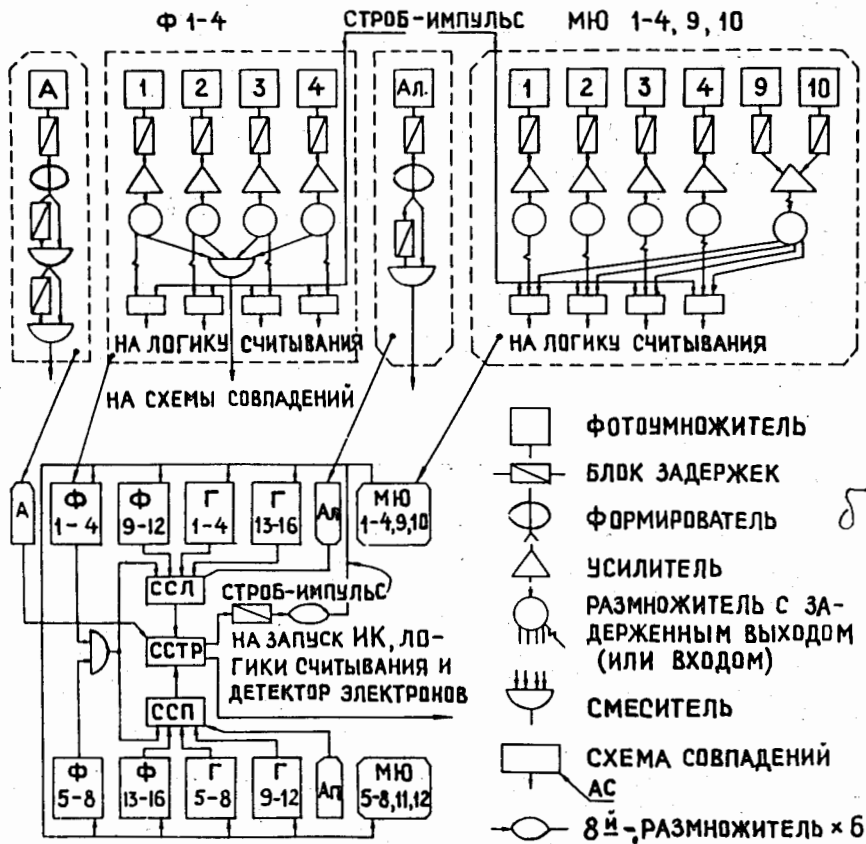 Ф 1-4 СТРОБ-ИМПУЛЬС МЮ 1-4, 9, 10
А 1 2 3 4 Ал. 1 2 3 4 9 10
НА ЛОГИКУ СЧИТЫВАНИЯ
НА ЛОГИКУ СЧИТЫВАНИЯ
НА СХЕМЫ СОВПАДЕНИЙ
А
Ф
1-4
Ф
9-12
Г
1-4
Г
13-16
Ал
МЮ
1-4,9,10
ССЛ
СТРОБ-ИМПУЛЬС
ССТР
НА ЗАПУСК ИК, ЛО-
ГИКИ СЧИТЫВАНИЯ И
ДЕТЕКТОР ЭЛЕКТРОНОВ
ССП
Ф
5-8
Ф
13-16
Г
5-8
Г
9-12
Ап
МЮ
5-8,11,12
ФОТОУМНОЖИТЕЛЬ
БЛОК ЗАДЕРЖЕК
ФОРМИРОВАТЕЛЬ
УСИЛИТЕЛЬ
РАЗМНОЖИТЕЛЬ С ЗА-
ДЕРЖЕННЫМ ВЫХОДОМ
(ИЛИ ВХОДОМ)
СМЕСИТЕЛЬ
СХЕМА СОВПАДЕНИЙ
АС
8й-, РАЗМНОЖИТЕЛЬ × 6